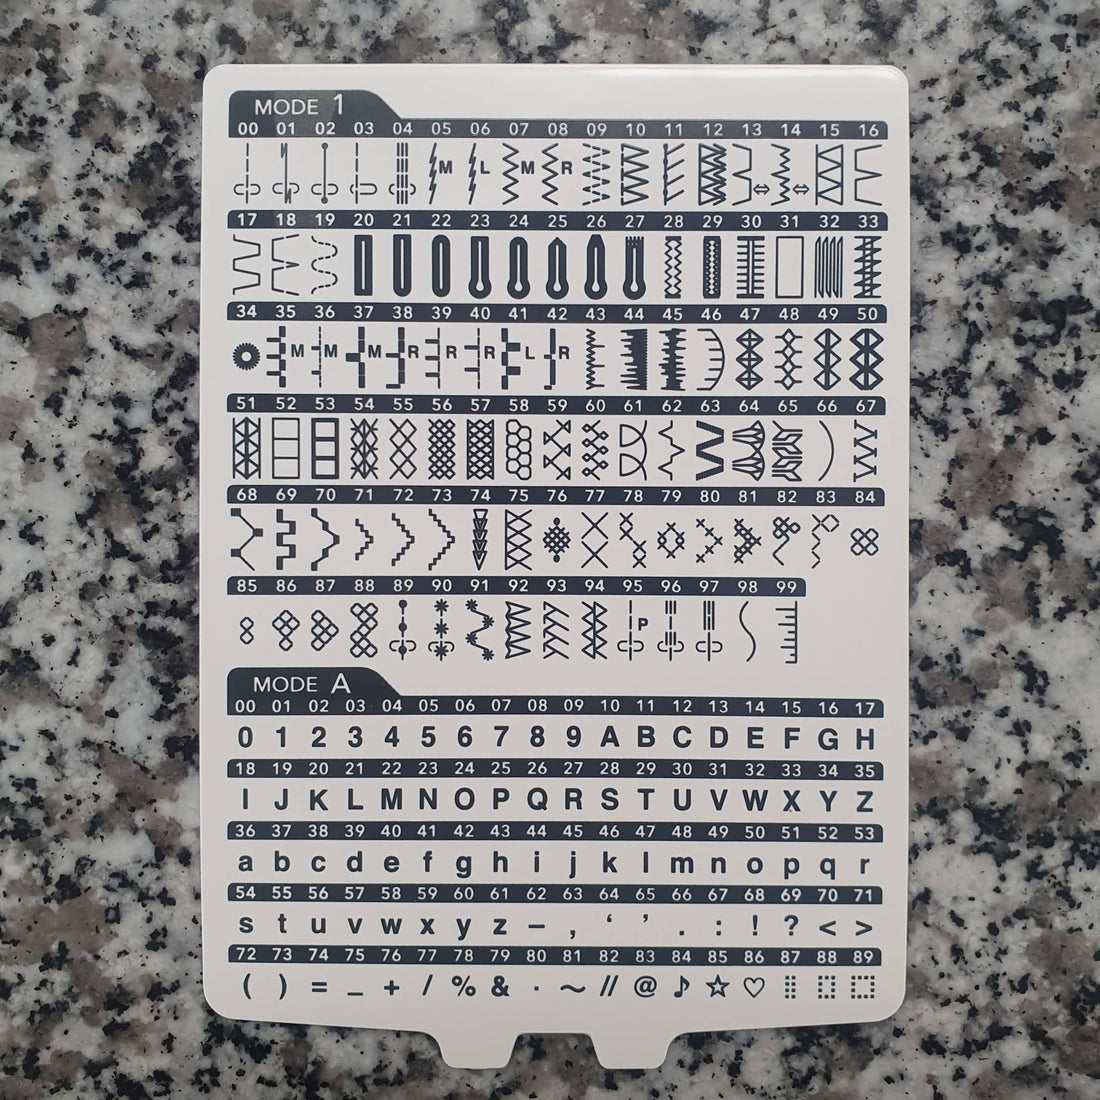 MODE 1
00 01 02 03 04 05 06 07 08 09 10 11 12 13 14 15 16
M L M R
17 18 19 20 21 22 23 24 25 26 27 28 29 30 31 32 33
34 35 36 37 38 39 40 41 42 43 44 45 46 47 48 49 50
M M M R R R L R
51 52 53 54 55 56 57 58 59 60 61 62 63 64 65 66 67
68 69 70 71 72 73 74 75 76 77 78 79 80 81 82 83 84
85 86 87 88 89 90 91 92 93 94 95 96 97 98 99
P
MODE A
00 01 02 03 04 05 06 07 08 09 10 11 12 13 14 15 16 17
0 1 2 3 4 5 6 7 8 9 A B C D E F G H
18 19 20 21 22 23 24 25 26 27 28 29 30 31 32 33 34 35
I J K L M N O P Q R S T U V W X Y Z
36 37 38 39 40 41 42 43 44 45 46 47 48 49 50 51 52 53
a b c d e f g h i j k l m n o p q r
54 55 56 57 58 59 60 61 62 63 64 65 66 67 68 69 70 71
s t u v w x y z – , ‘ ’ . : ! ? < >
72 73 74 75 76 77 78 79 80 81 82 83 84 85 86 87 88 89
( ) = _ + / % & · ~ // @ ♪ ☆ ♡